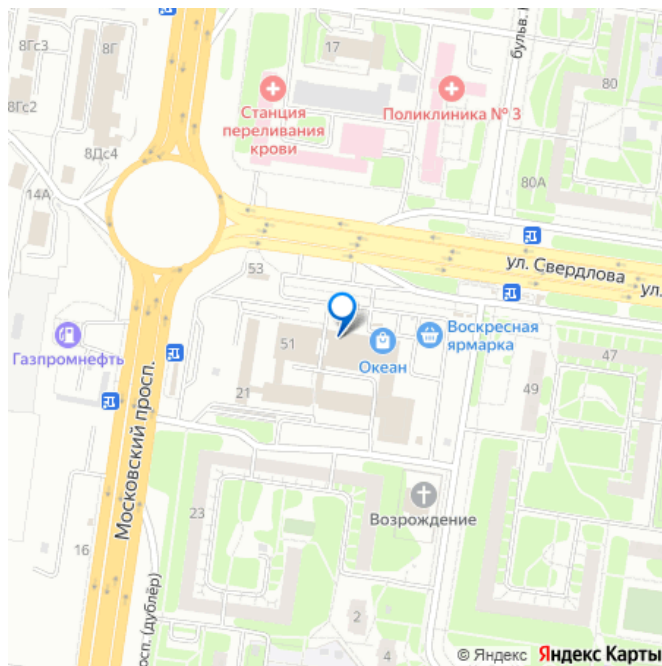 8Гс3
8Г
17
бульв.
80
8Гс2
Станция
переливания
крови
Поликлиника № 3
8Дс4
14А
80А
53
ул. Свердлова
ул.
Воскресная
ярмарка
51
Океан
Газпромнефть
47
49
21
Московский просп.
23
Возрождение
16
просп. (дублёр)
2
4
© Яндекс Яндекс Карты